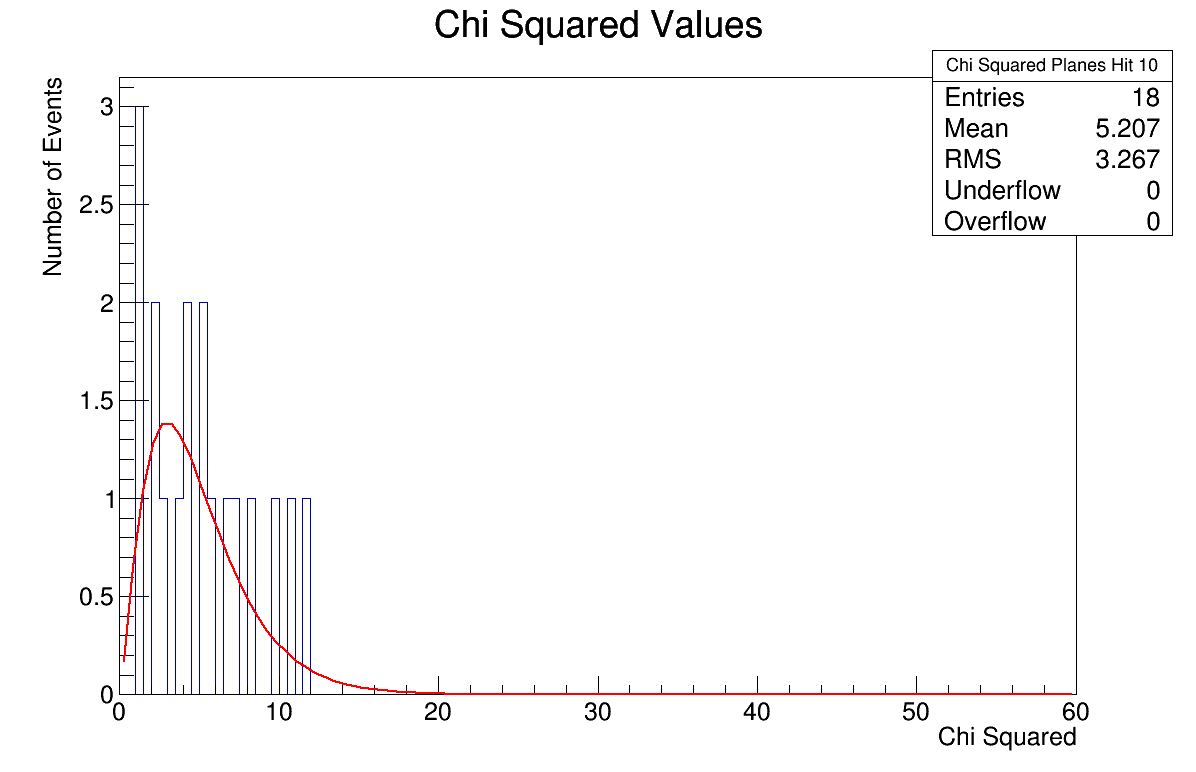 Chi Squared Values
Chi Squared Planes Hit 10
Entries 18
Mean 5.207
RMS 3.267
Underflow 0
Overflow 0
Number of Events
3
2.5
2
1.5
1
0.5
0
0 10 20 30 40 50 60
Chi Squared